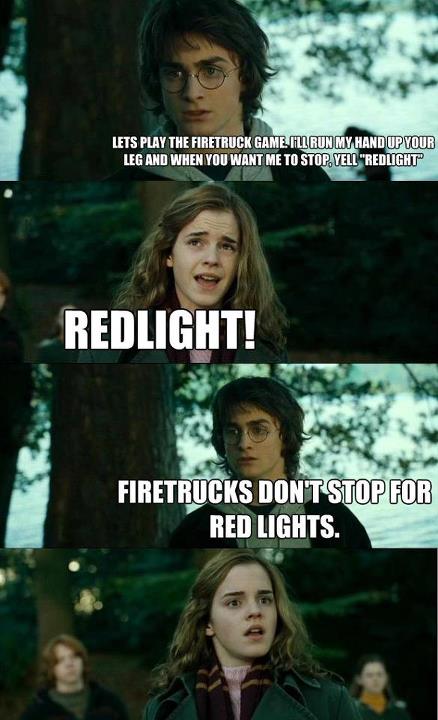 LETS PLAY THE FIRETRUCK GAME. I'LL RUN MY HAND UP YOUR
LEG AND WHEN YOU WANT ME TO STOP, YELL "REDLIGHT"
REDLIGHT!
FIRETRUCKS DON'T STOP FOR
RED LIGHTS.